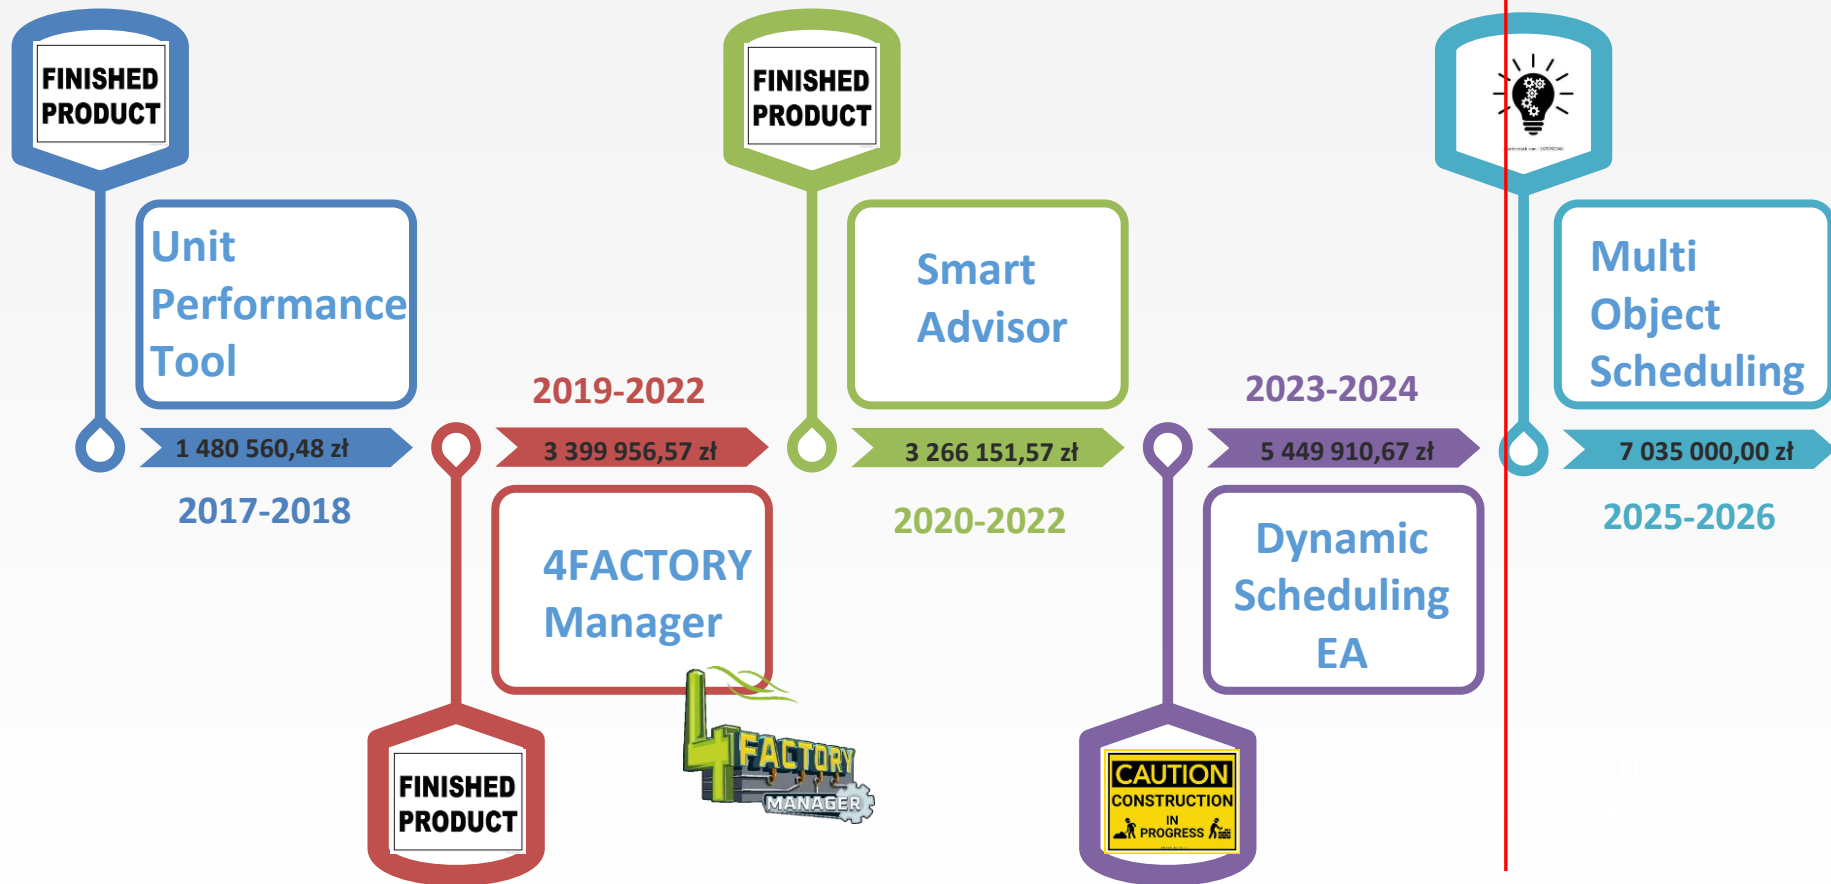 FINISHED
PRODUCT
Unit
Performance
Tool
1 480 560,48 zł
2017-2018
2019-2022
3 399 956,57 zł
4FACTORY
Manager
4
FACTORY
MANAGER
FINISHED
PRODUCT
FINISHED
PRODUCT
Smart
Advisor
3 266 151,57 zł
2020-2022
2023-2024
5 449 910,67 zł
Dynamic
Scheduling
EA
CAUTION
CONSTRUCTION
IN
PROGRESS
Multi
Object
Scheduling
7 035 000,00 zł
2025-2026